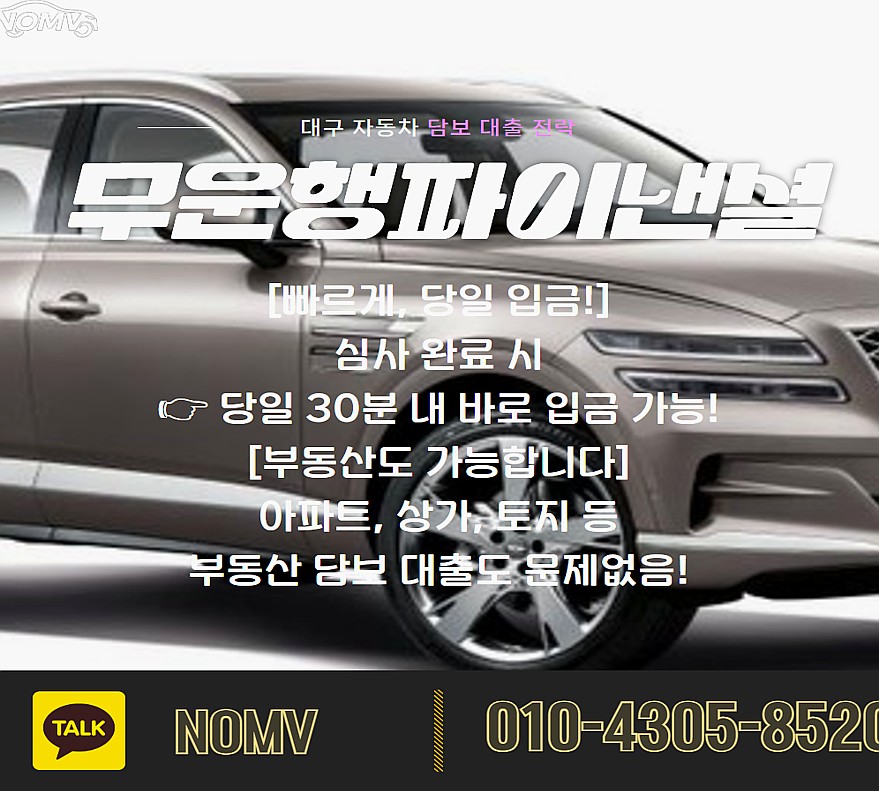 NOMV
대구 자동차 담보 대출 전략
무운행파이낸셜
[빠르게, 당일 입금!]
심사 완료 시
👉 당일 30분 내 바로 입금 가능!
[부동산도 가능합니다]
아파트, 상가, 토지 등
부동산 담보 대출도 문제없음!
TALK
NOMV
010-4305-8520